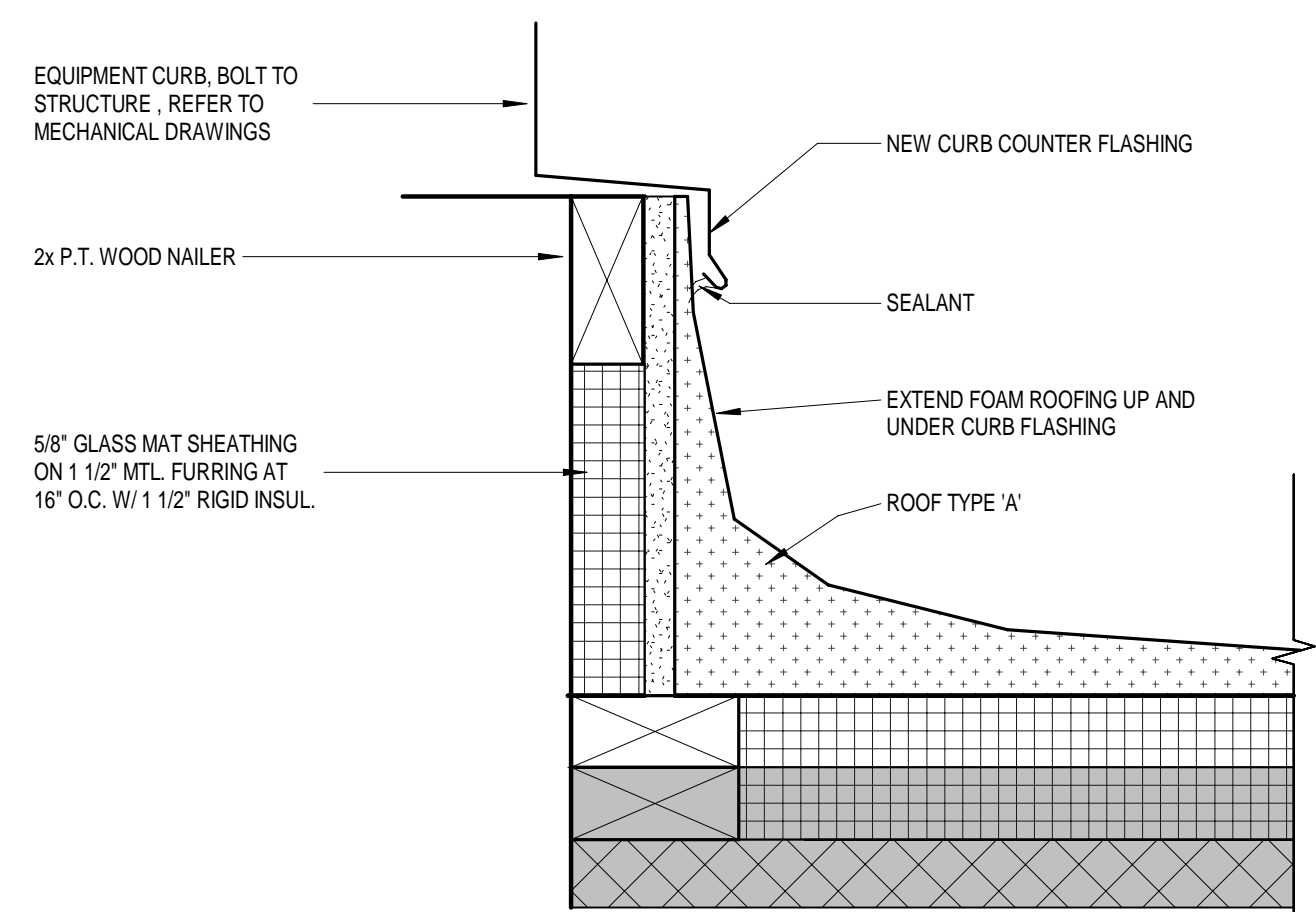 EQUIPMENT CURB, BOLT TO
STRUCTURE , REFER TO
MECHANICAL DRAWINGS
2x P.T. WOOD NAILER
5/8" GLASS MAT SHEATHING
ON 1 1/2" MTL. FURRING AT
16" O.C. W/ 1 1/2" RIGID INSUL.
NEW CURB COUNTER FLASHING
SEALANT
EXTEND FOAM ROOFING UP AND
UNDER CURB FLASHING
ROOF TYPE 'A'